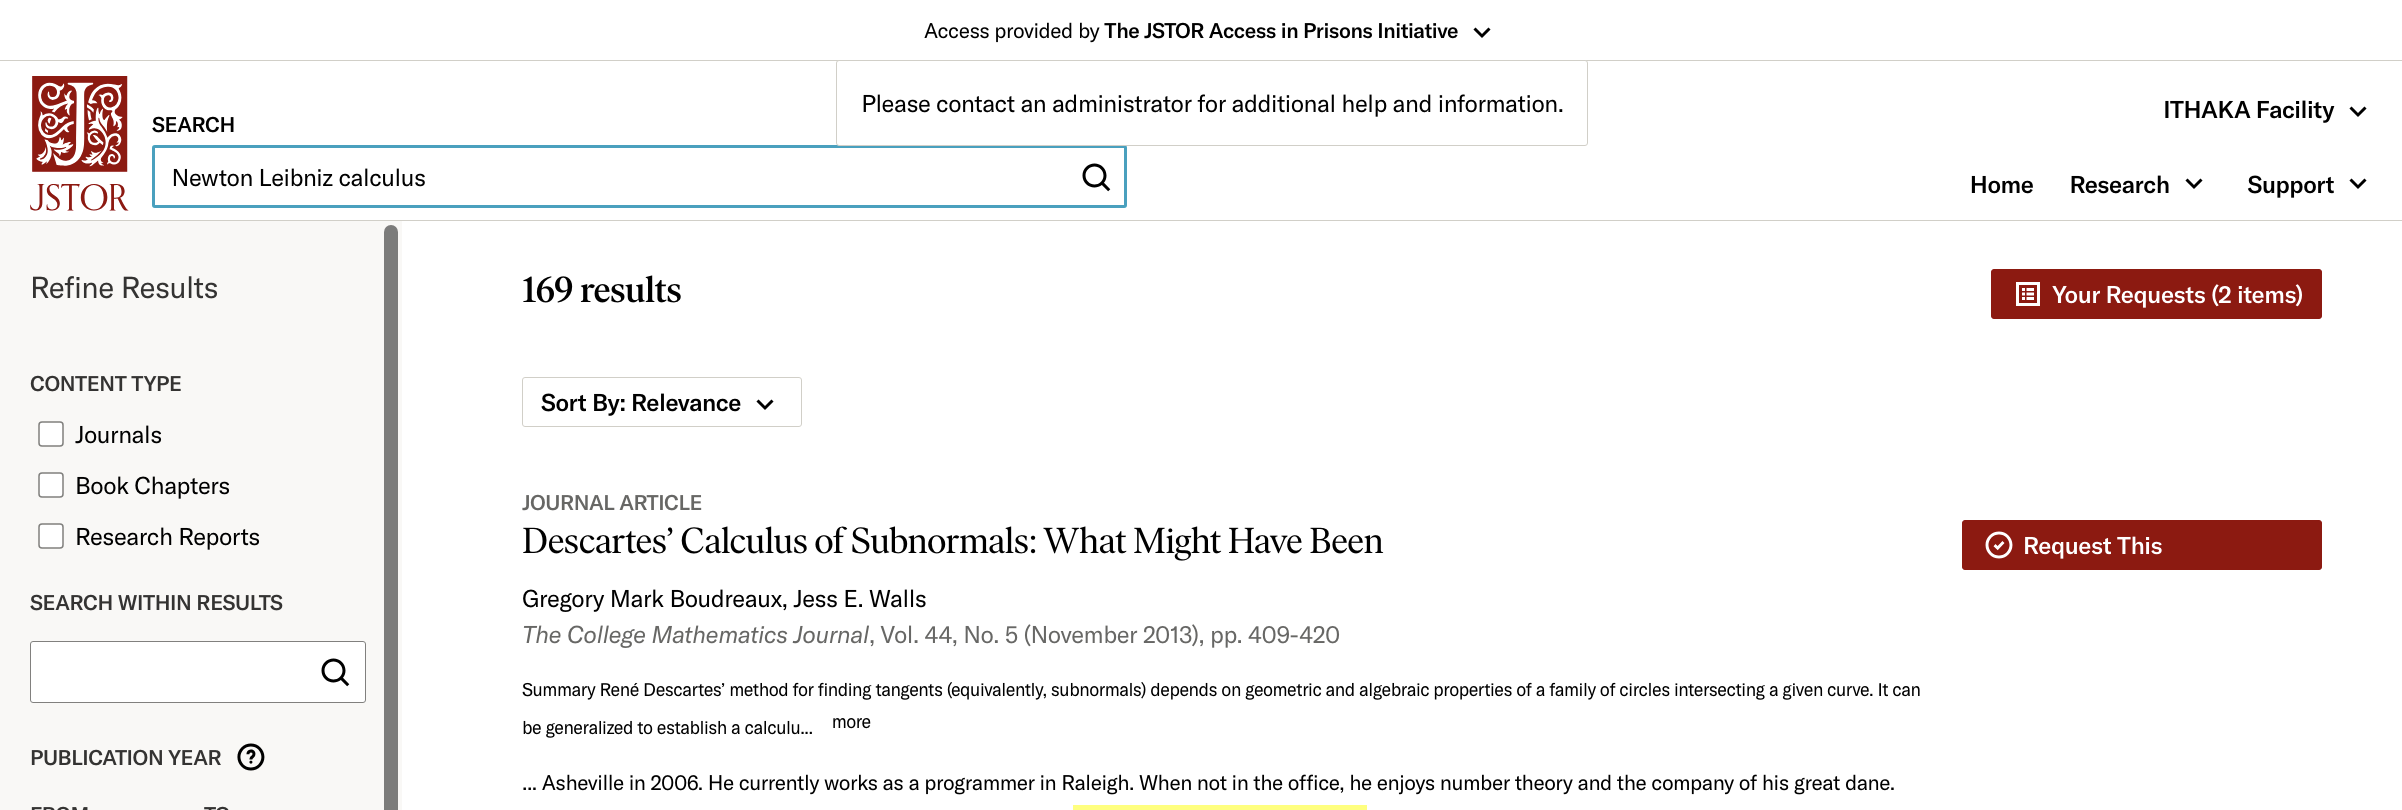 Access provided by The JSTOR Access in Prisons Initiative
Please contact an administrator for additional help and information.
ITHAKA Facility
JSTOR
SEARCH
Newton Leibniz calculus
Home Research Support
Refine Results
CONTENT TYPE
Journals
Book Chapters
Research Reports
SEARCH WITHIN RESULTS
PUBLICATION YEAR
169 results
Your Requests (2 items)
Sort By: Relevance
JOURNAL ARTICLE
Descartes’ Calculus of Subnormals: What Might Have Been
Request This
Gregory Mark Boudreaux, Jess E. Walls
The College Mathematics Journal, Vol. 44, No. 5 (November 2013), pp. 409-420
Summary René Descartes’ method for finding tangents (equivalently, subnormals) depends on geometric and algebraic properties of a family of circles intersecting a given curve. It can
be generalized to establish a calculu... more
... Asheville in 2006. He currently works as a programmer in Raleigh. When not in the office, he enjoys number theory and the company of his great dane.